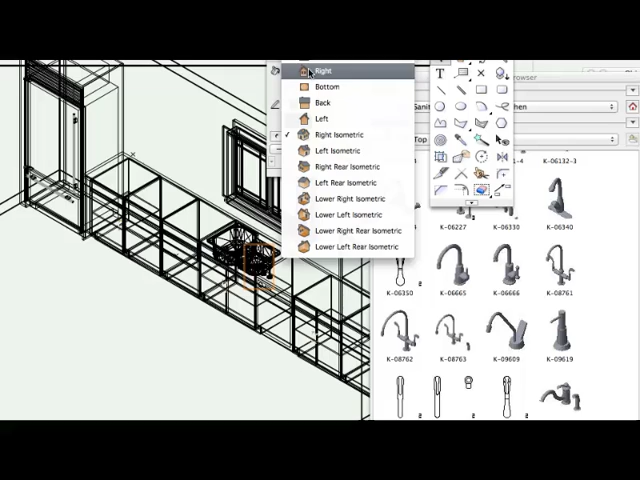 Right
Bottom
Back
Left
Right Isometric
Left Isometric
Right Rear Isometric
Left Rear Isometric
Lower Right Isometric
Lower Left Isometric
Lower Right Rear Isometric
Lower Left Rear Isometric
Top
K-06132-3
K-06227
K-06330
K-06340
K-06350
K-06665
K-06666
K-08761
K-08762
K-08763
K-09609
K-09619